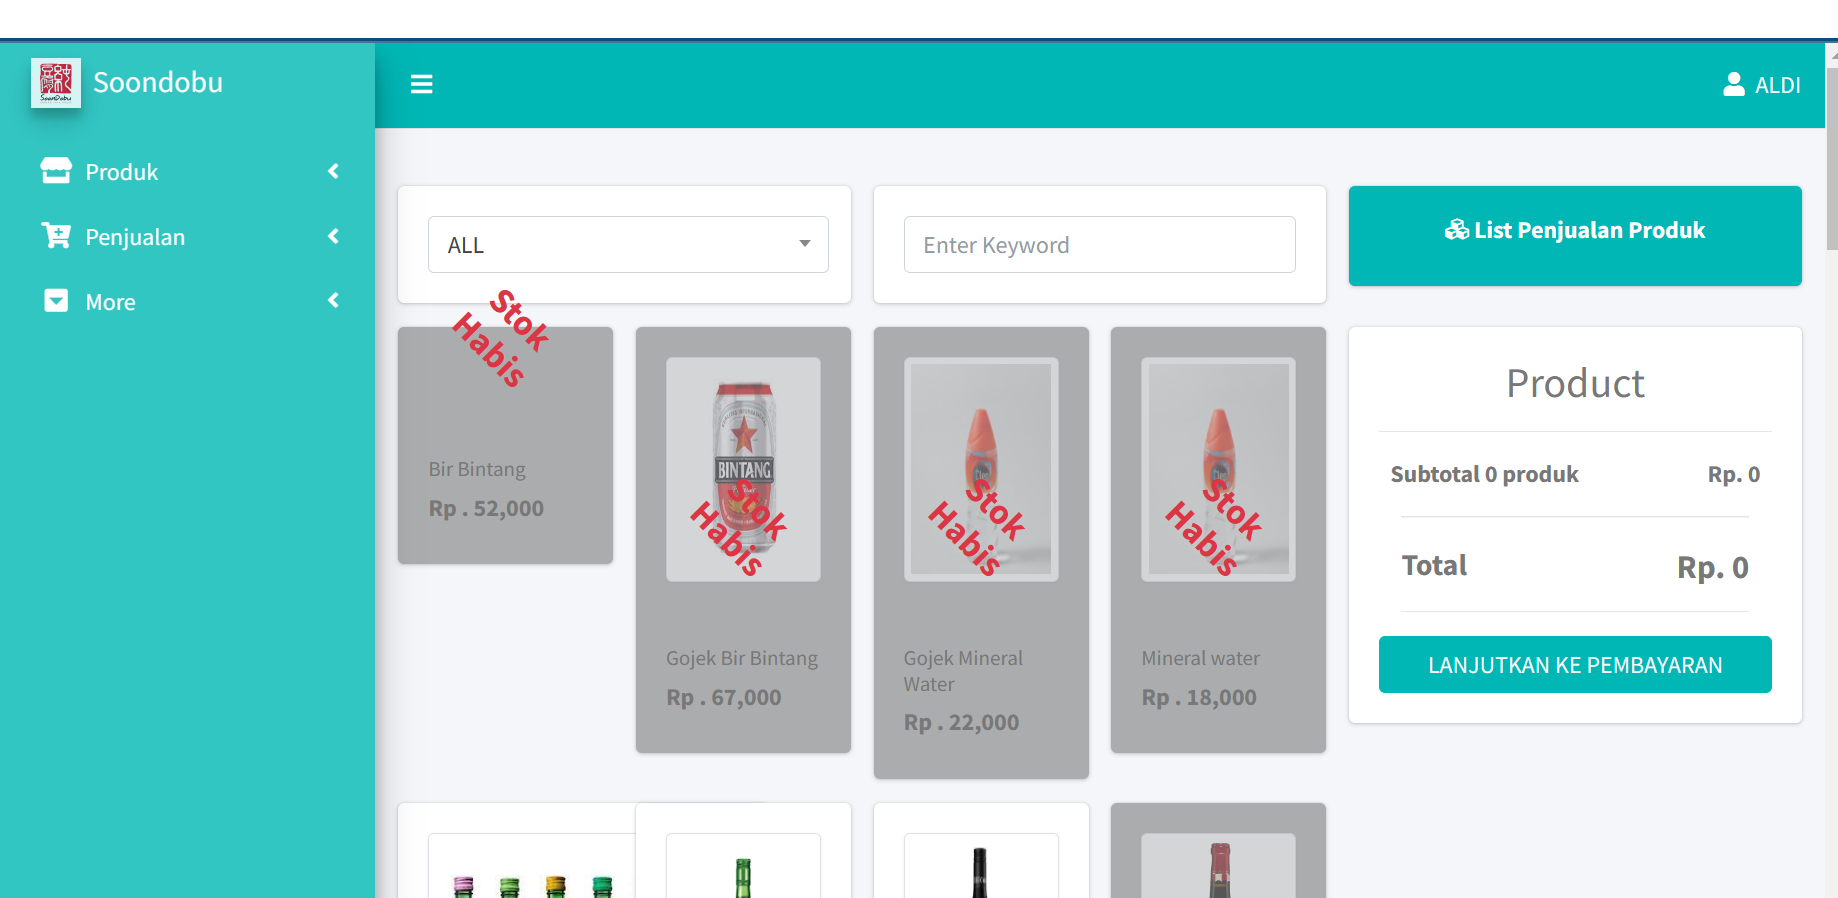 Soondobu
ALDI
Produk
Penjualan
More
ALL
Enter Keyword
List Penjualan Produk
Stok
Habis
Bir Bintang
Rp . 52,000
BINTANG
Stok
Habis
Gojek Bir Bintang
Rp . 67,000
Stok
Habis
Gojek Mineral
Water
Rp . 22,000
Stok
Habis
Mineral water
Rp . 18,000
Product
Subtotal 0 produk
Rp. 0
Total
Rp. 0
LANJUTKAN KE PEMBAYARAN